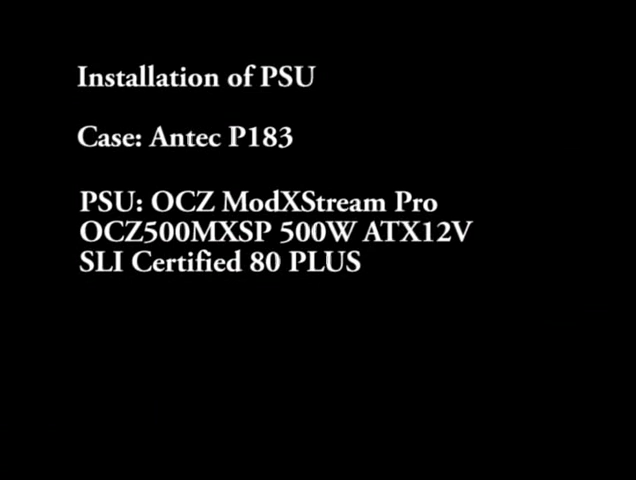 Installation of PSU
Case: Antec P183
PSU: OCZ ModXStream Pro
OCZ500MXSP 500W ATX12V
SLI Certified 80 PLUS